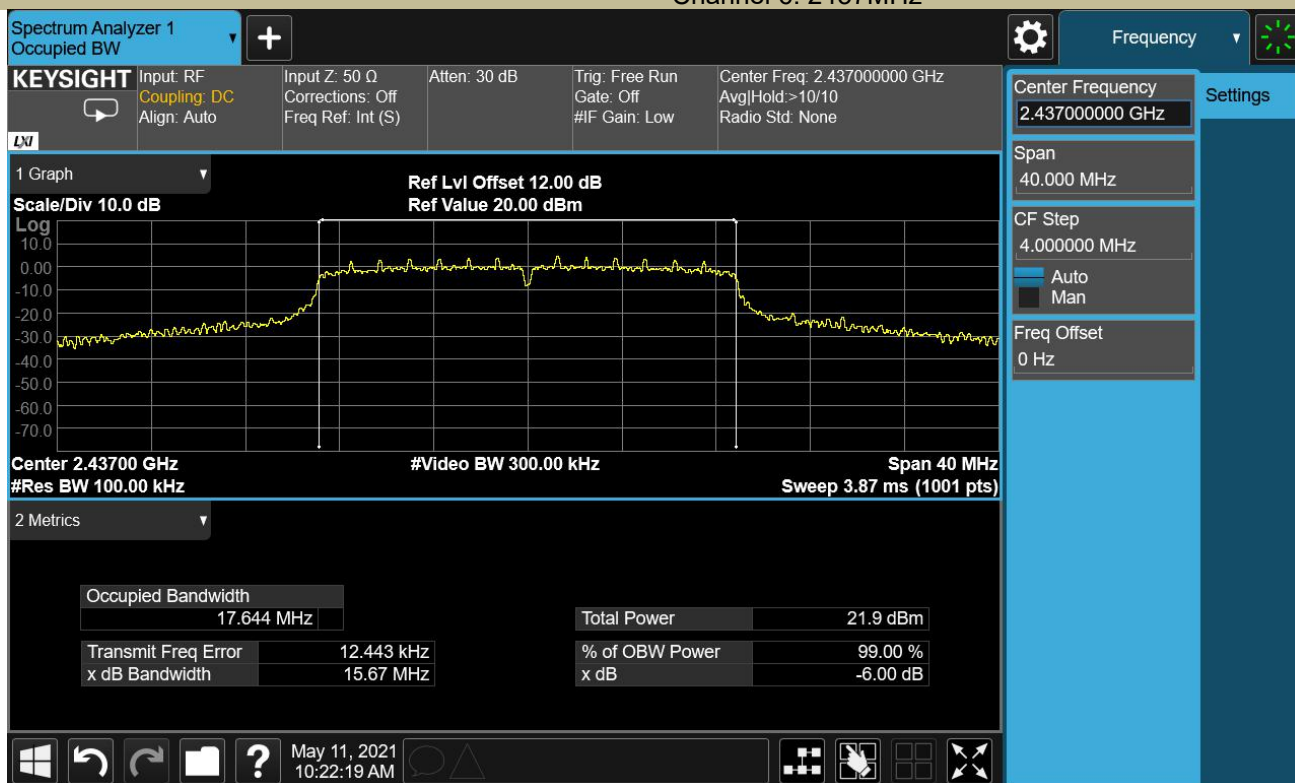 Channel 6: 2437MHz
Spectrum Analyzer 1
Occupied BW
Frequency
KEYSIGHT
LXI
Input: RF
Coupling: DC
Align: Auto
Input Z: 50 Ω
Corrections: Off
Freq Ref: Int (S)
Atten: 30 dB
Trig: Free Run
Gate: Off
#IF Gain: Low
Center Freq: 2.437000000 GHz
Avg|Hold:>10/10
Radio Std: None
Center Frequency
2.437000000 GHz
Settings
Span
40.000 MHz
CF Step
4.000000 MHz
Auto
Man
Freq Offset
0 Hz
1 Graph
Scale/Div 10.0 dB
Ref Lvl Offset 12.00 dB
Ref Value 20.00 dBm
Log
10.0
0.00
-10.0
-20.0
-30.0
-40.0
-50.0
-60.0
-70.0
Center 2.43700 GHz
#Video BW 300.00 kHz
Span 40 MHz
#Res BW 100.00 kHz
Sweep 3.87 ms (1001 pts)
2 Metrics
Occupied Bandwidth
17.644 MHz
Total Power 21.9 dBm
Transmit Freq Error 12.443 kHz
% of OBW Power 99.00 %
x dB Bandwidth 15.67 MHz
x dB -6.00 dB
?
May 11, 2021
10:22:19 AM